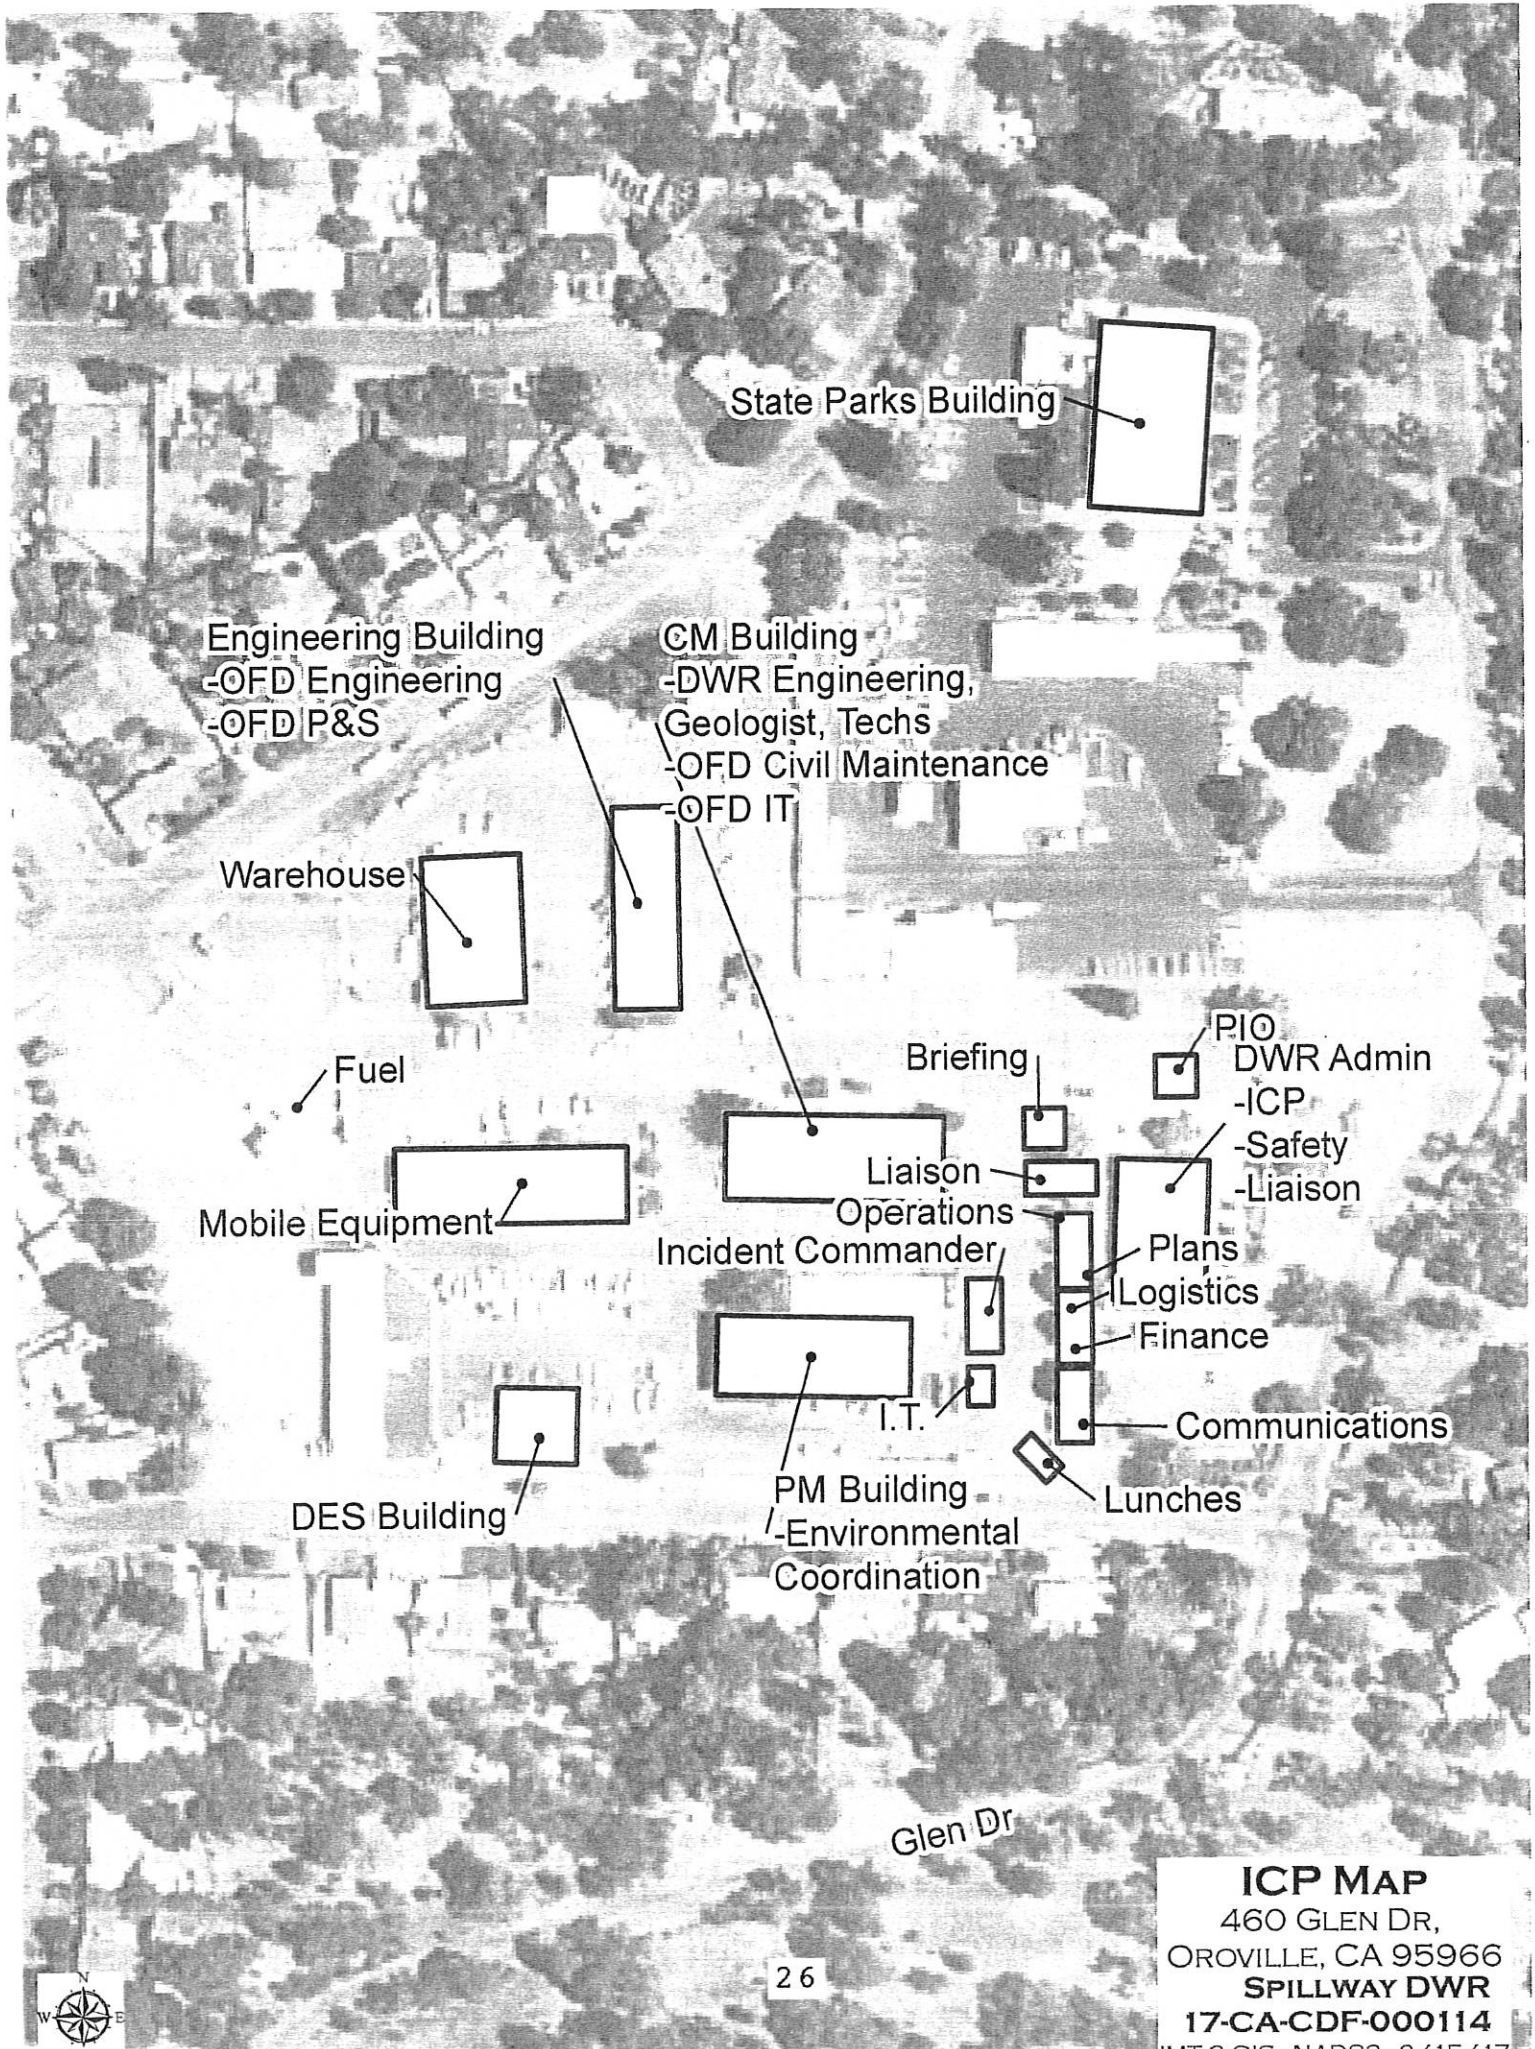 State Parks Building
Engineering Building
-OFD Engineering
-OFD P&S
CM Building
-DWR Engineering,
Geologist, Techs
-OFD Civil Maintenance
-OFD IT
Warehouse
Fuel
Briefing
PIO
DWR Admin
-ICP
-Safety
-Liaison
Liaison
Mobile Equipment
Operations
Incident Commander
Plans
Logistics
Finance
I.T.
Communications
DES Building
PM Building
-Environmental
Coordination
Lunches
Glen Dr
ICP MAP
460 GLEN DR,
OROVILLE, CA 95966
SPILLWAY DWR
17-CA-CDF-000114
26
N
W
E